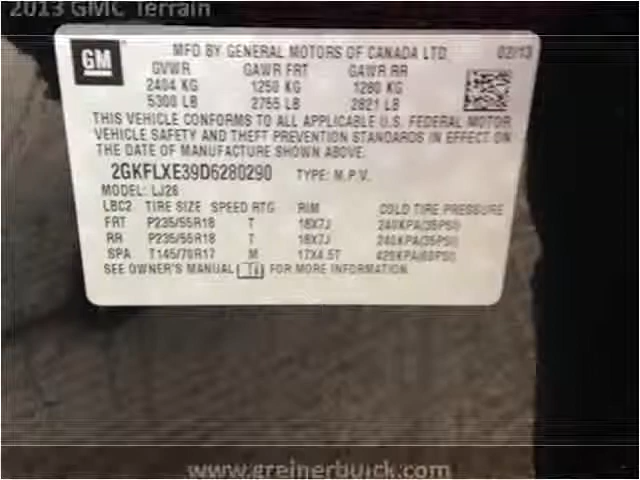 2013 GMC Terrain
GM
MFD BY GENERAL MOTORS OF CANADA LTD 02/13
GVWR GAWR FRT GAWR RR
2404 KG 1250 KG 1280 KG
5300 LB 2755 LB 2821 LB
THIS VEHICLE CONFORMS TO ALL APPLICABLE U.S. FEDERAL MOTOR
VEHICLE SAFETY AND THEFT PREVENTION STANDARDS IN EFFECT ON
THE DATE OF MANUFACTURE SHOWN ABOVE.
2GKFLXE39D6280290 TYPE: M.P.V.
MODEL: LJ26
LBC2 TIRE SIZE SPEED RTG RIM COLD TIRE PRESSURE
FRT P235/55R18 T 18X7J 240KPA(35PSI)
RR P235/55R18 T 18X7J 240KPA(35PSI)
SPA T145/70R17 M 17X4.5T 420KPA(60PSI)
SEE OWNER'S MANUAL FOR MORE INFORMATION
www.greinerbuick.com